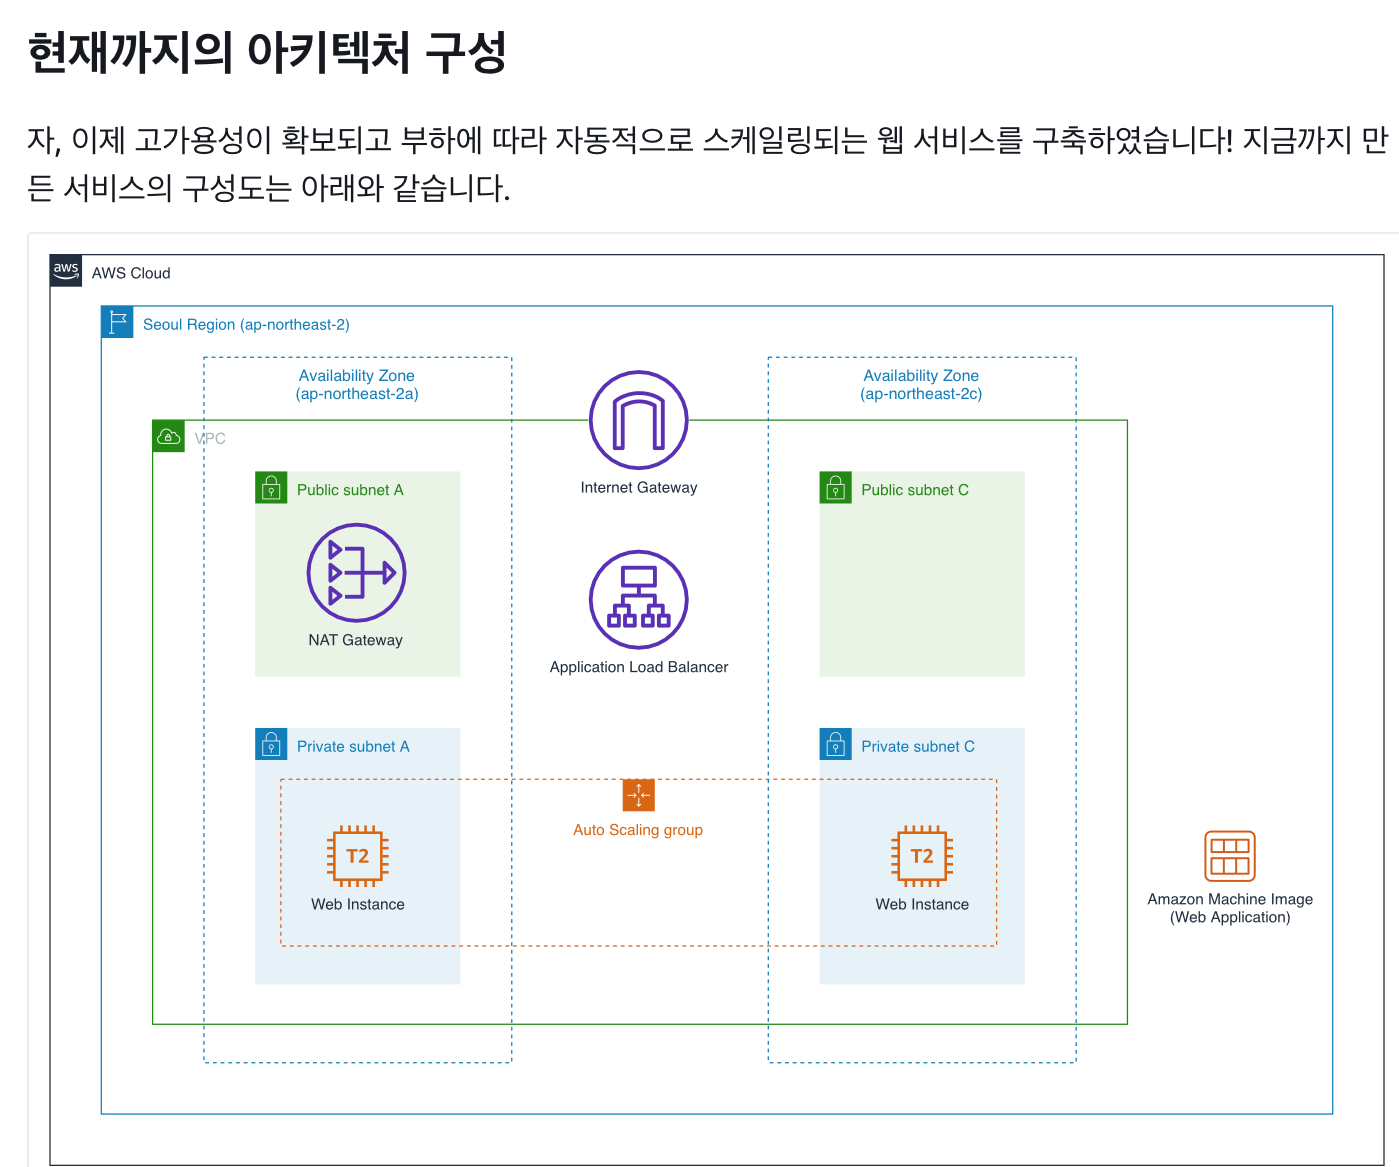 현재까지의 아키텍처 구성
자, 이제 고가용성이 확보되고 부하에 따라 자동적으로 스케일링되는 웹 서비스를 구축하였습니다! 지금까지 만
든 서비스의 구성도는 아래와 같습니다.
aws
AWS Cloud
Seoul Region (ap-northeast-2)
Availability Zone
(ap-northeast-2a)
Availability Zone
(ap-northeast-2c)
VPC
Internet Gateway
Public subnet A
Public subnet C
NAT Gateway
Application Load Balancer
Private subnet A
Private subnet C
Auto Scaling group
T2
Web Instance
T2
Web Instance
Amazon Machine Image
(Web Application)